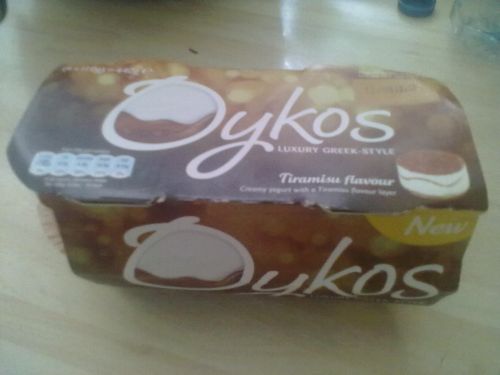 Oykos
LUXURY GREEK-STYLE
Tiramisu flavour
Creamy yogurt with a Tiramisu flavour layer
New
Oykos